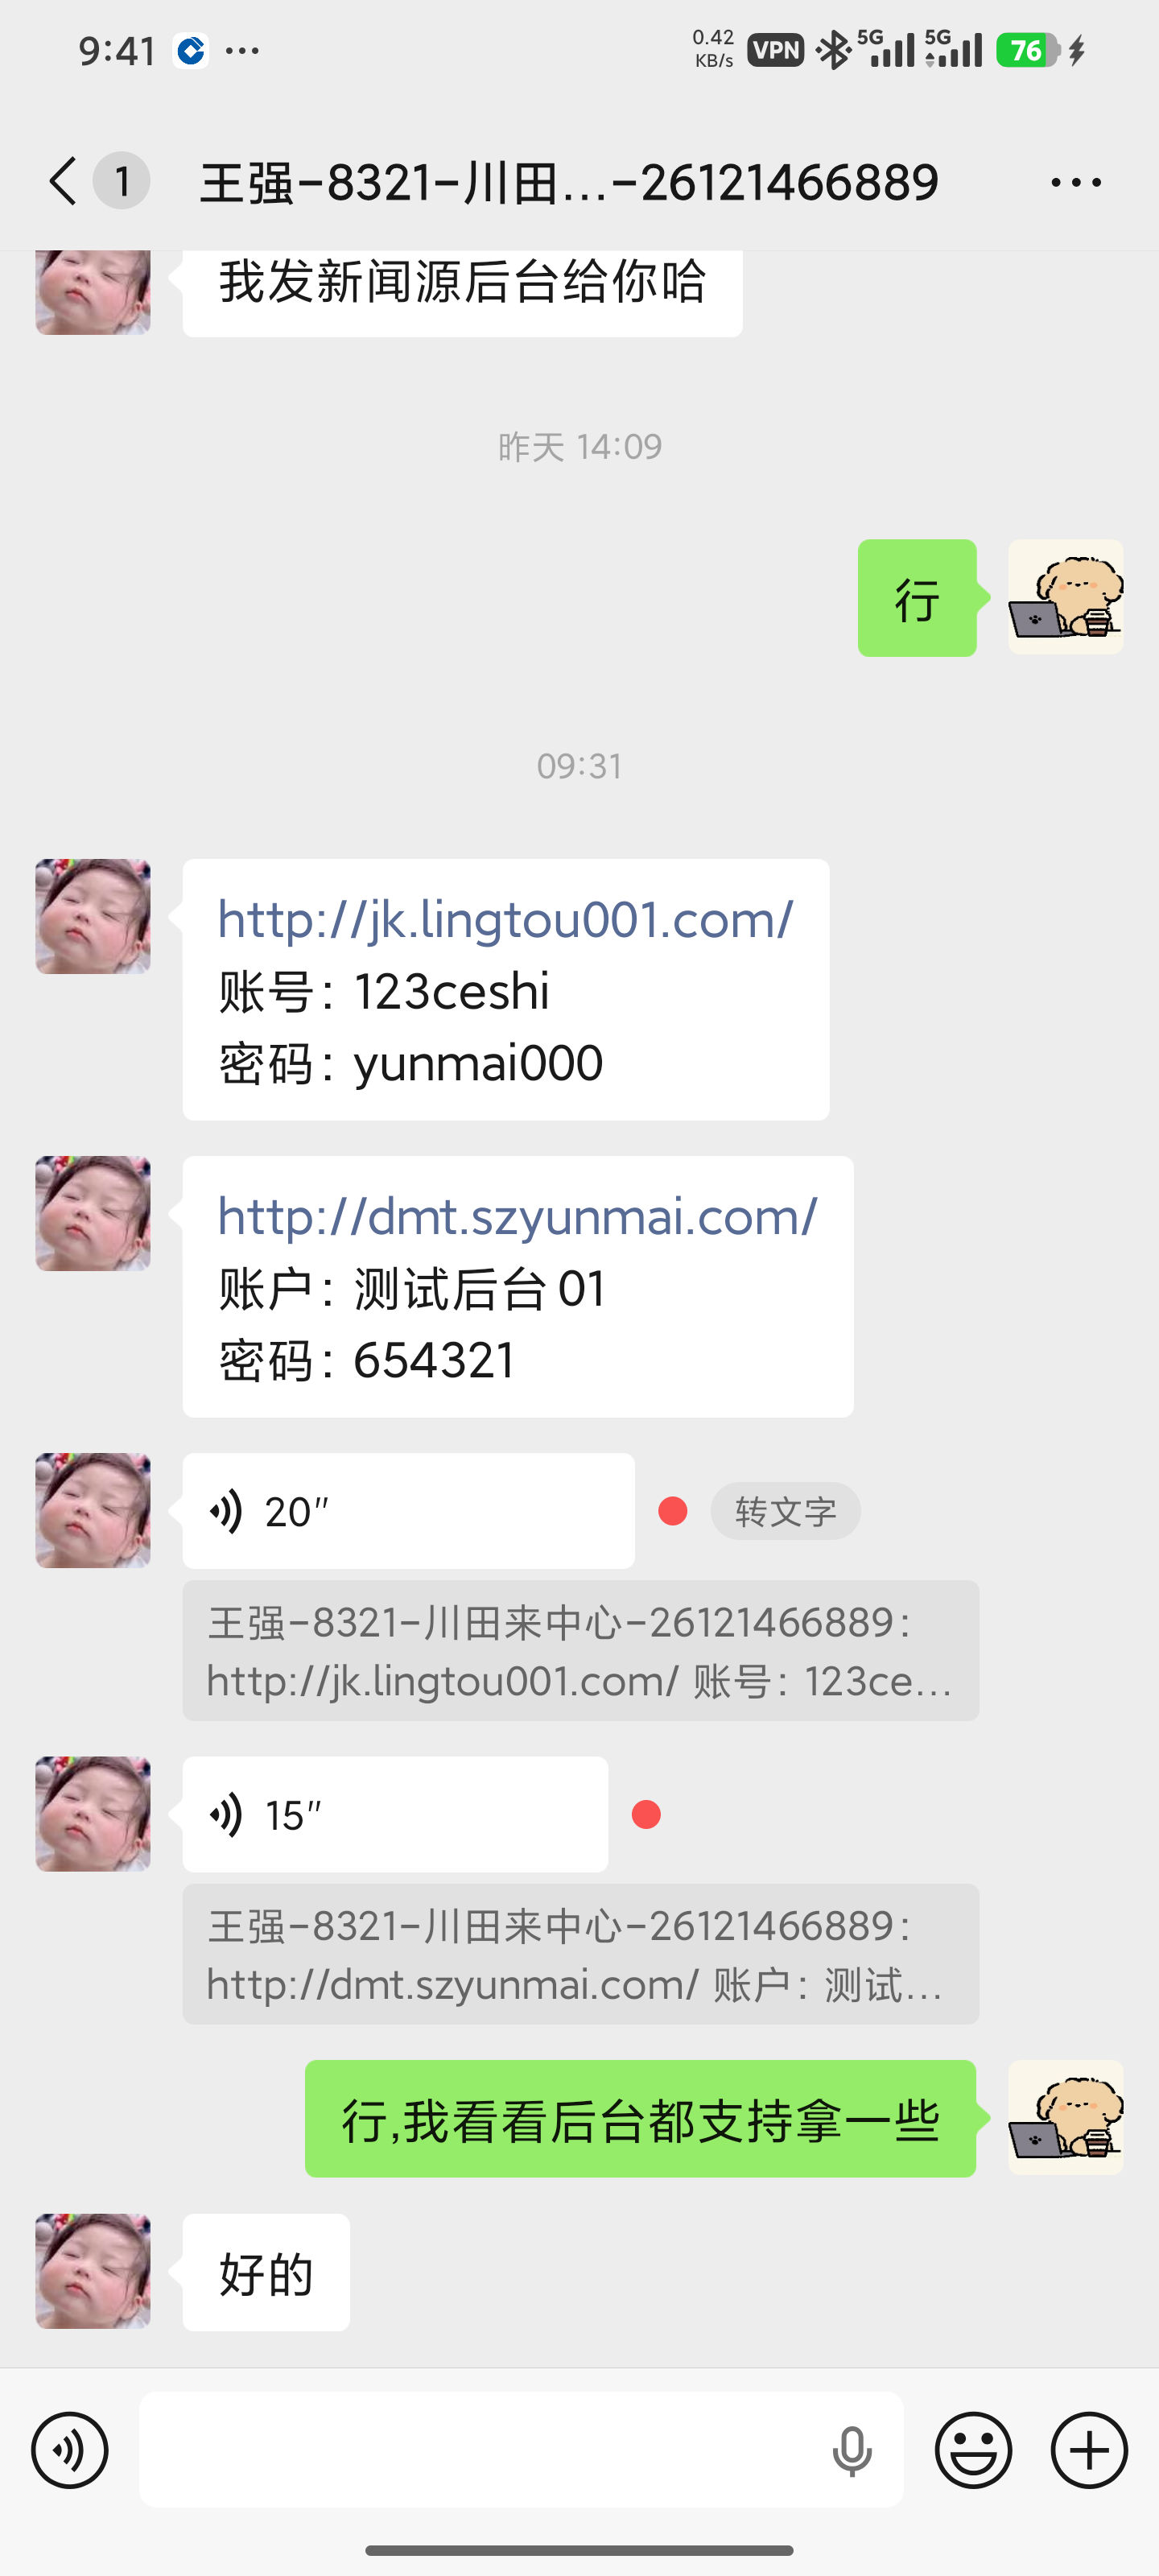 9:41
0.42
KB/s
VPN
5G
5G
76
1
王强-8321-川田...-26121466889
我发新闻源后台给你哈
昨天 14:09
行
09:31
http://jk.lingtou001.com/
账号：123ceshi
密码：yunmai000
http://dmt.szyunmai.com/
账户：测试后台01
密码：654321
20"
转文字
王强-8321-川田来中心-26121466889：
http://jk.lingtou001.com/ 账号：123ce...
15"
王强-8321-川田来中心-26121466889：
http://dmt.szyunmai.com/ 账户：测试...
行,我看看后台都支持拿一些
好的